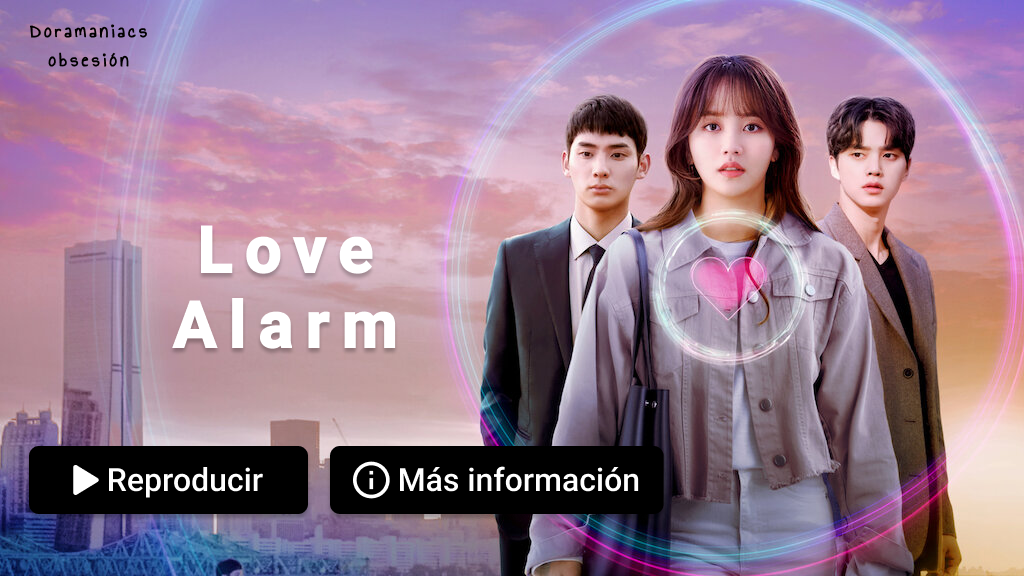 Doramaniacs
obsesión
Love
Alarm
Reproducir
Más información